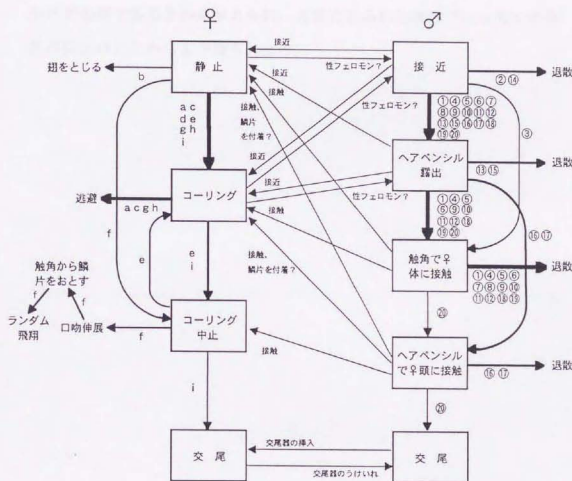 ♀
♂
接近
静 止
接 近
翅をとじる
b
性フェロモン?
接近
接触
②⑭
退散
a c
d e
g h
i
接触、
鱗片
を付着?
性フェロモン?
①④⑤⑥⑦
⑧⑨⑩⑪⑫
⑬⑮⑯⑰⑱
⑲⑳
③
接近
ヘアペンシル
露出
⑬⑮
退散
コーリング
接近
性フェロモン?
逃避
a c g h
接触
①④⑤
⑥⑨⑩
⑪⑫⑱
⑲⑳
⑯⑰
f
e
e
i
接触、
鱗片を付着?
触角で♀
体に接触
退散
①④⑤⑥
⑦⑧⑨⑩
⑪⑫⑱⑲
触角から鱗
片をおとす
f
f
ランダム
飛翔
口吻伸展
f
コーリング
中止
接触
⑳
ヘアペンシル
で♀頭に接触
⑯⑰
退散
i
⑳
交 尾
交尾器の挿入
交尾器のうけいれ
交 尾